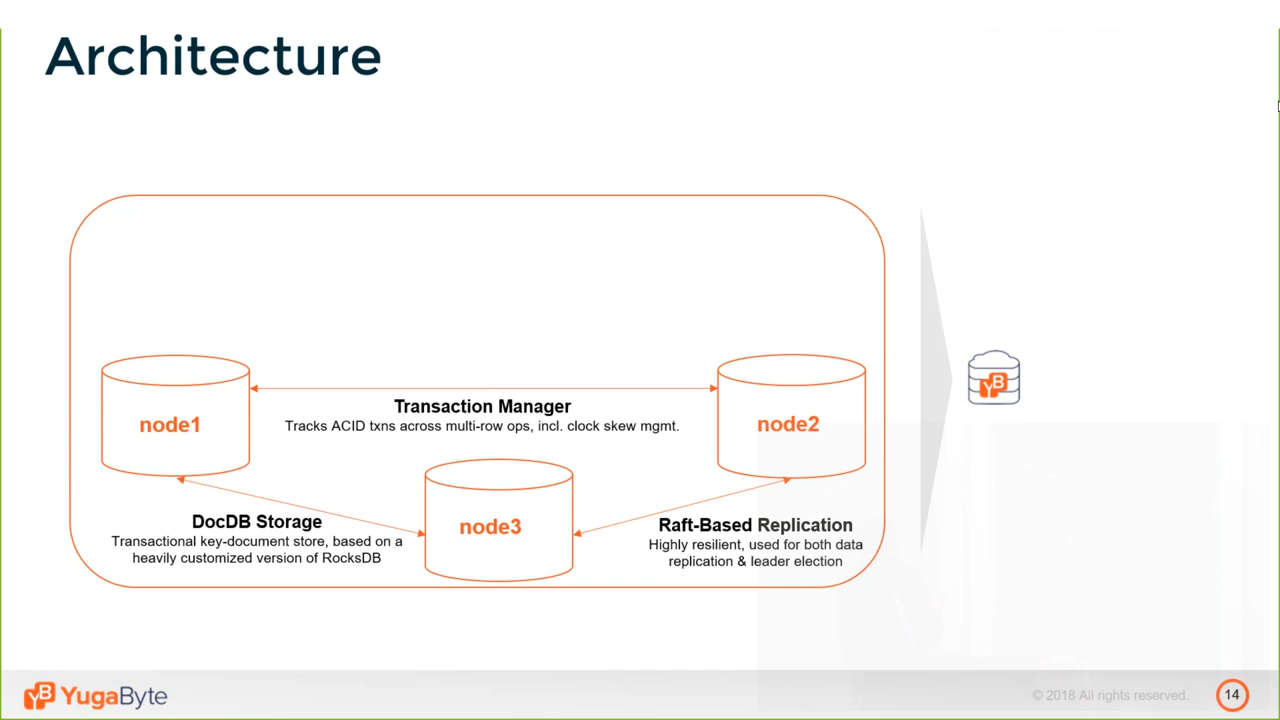 Architecture
node1
node2
Transaction Manager
Tracks ACID txns across multi-row ops, incl. clock skew mgmt.
YB
node3
DocDB Storage
Transactional key-document store, based on a
heavily customized version of RocksDB
Raft-Based Replication
Highly resilient, used for both data
replication & leader election
YB YugaByte
© 2018 All rights reserved.
14